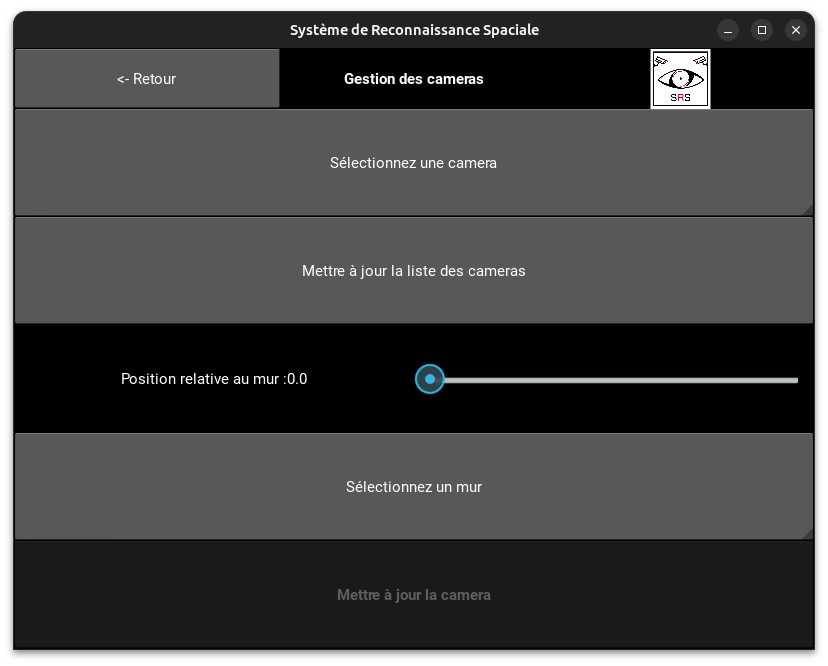 Système de Reconnaissance Spaciale
<- Retour
Gestion des cameras
SRS
Sélectionnez une camera
Mettre à jour la liste des cameras
Position relative au mur :0.0
Sélectionnez un mur
Mettre à jour la camera